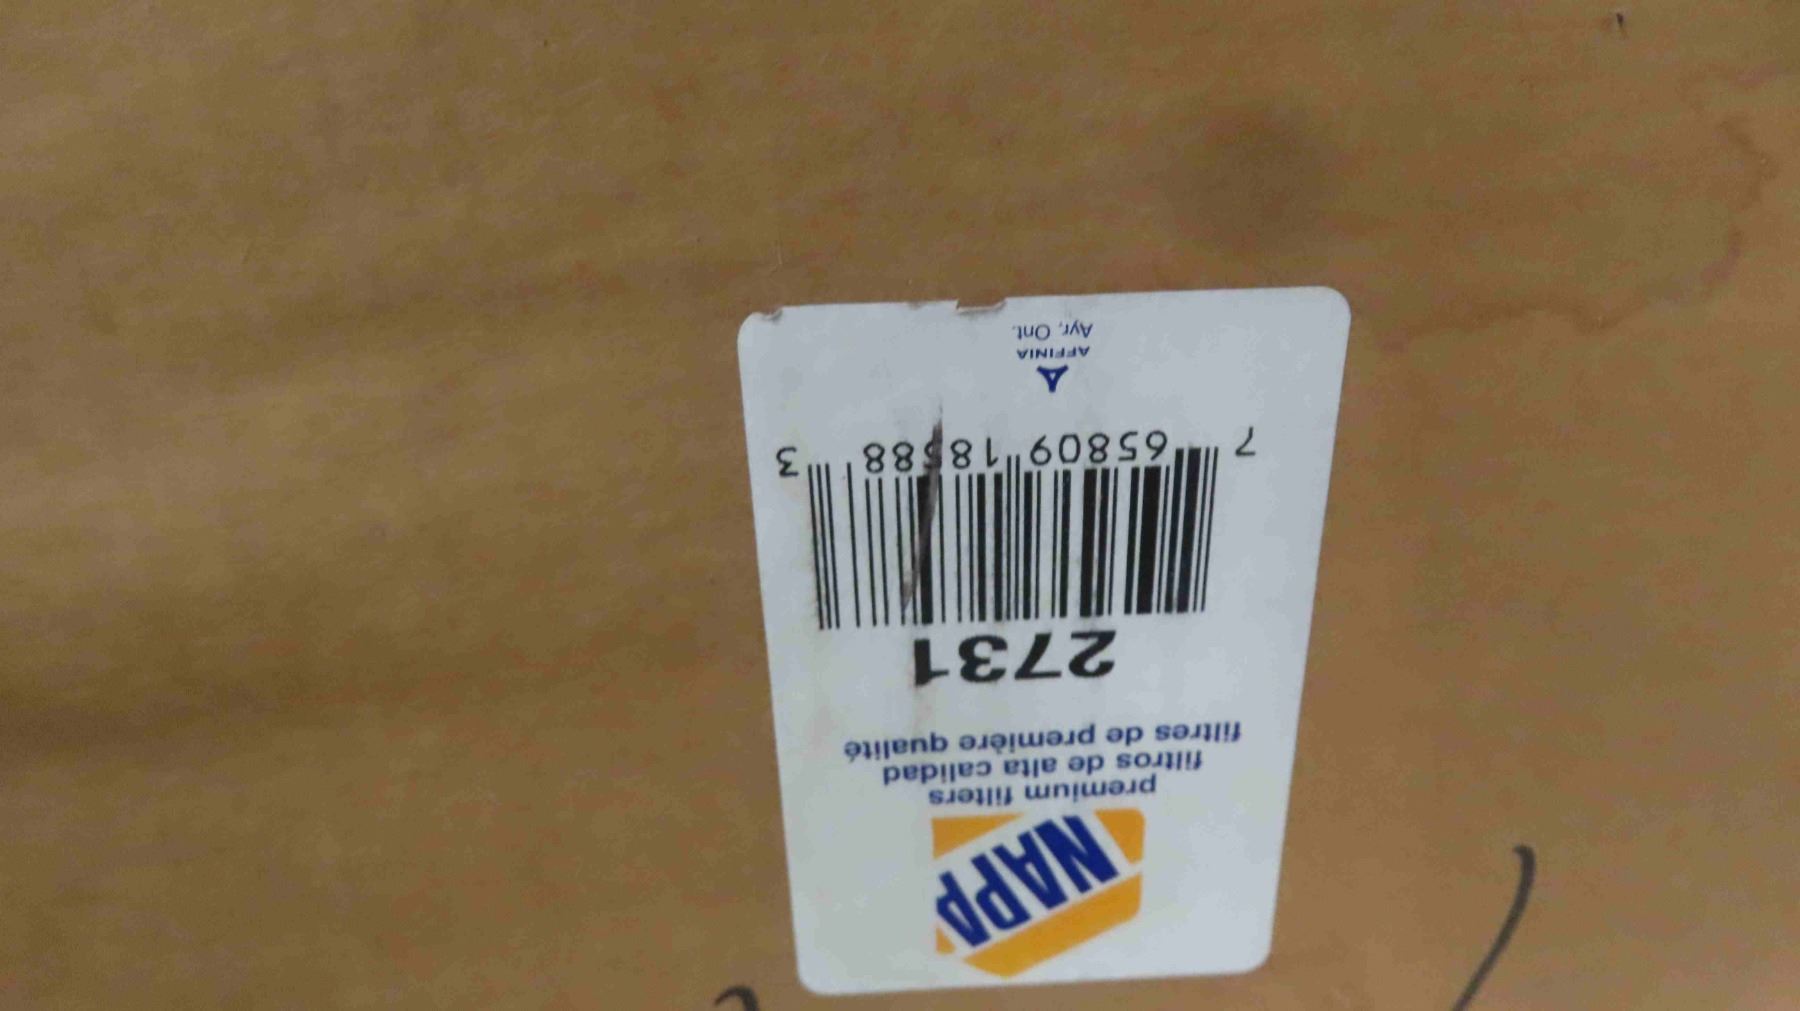 NAPA
premium filters
filtros de alta calidad
filtres de première qualité
2731
7 65809 18588 3
AFFINIA
Ayr, Ont.